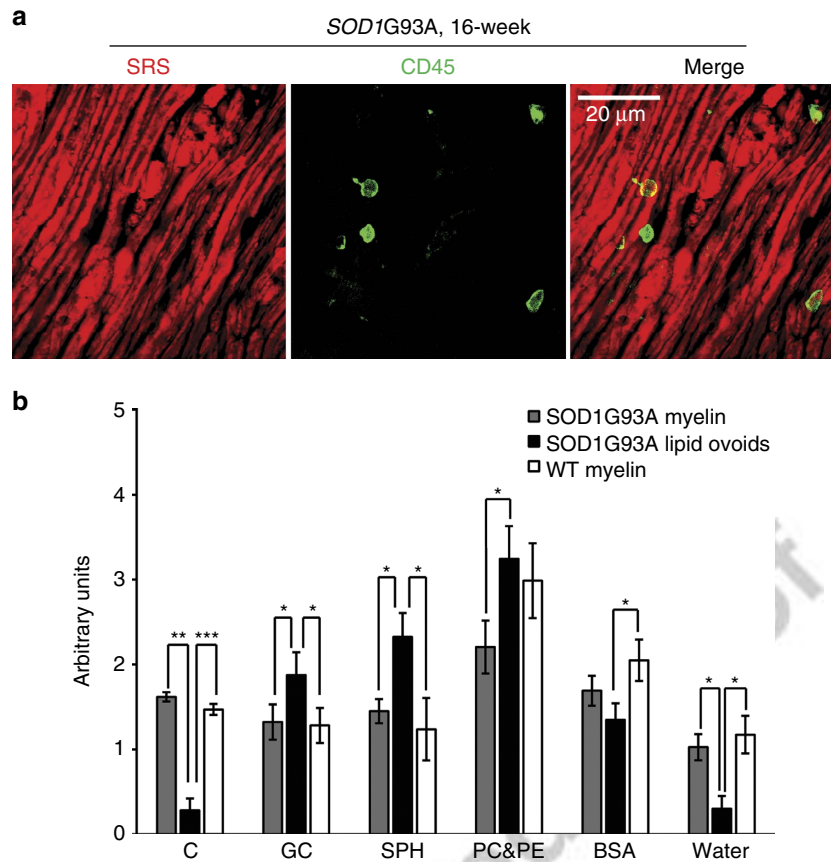 a
SOD1G93A, 16-week
SRS
CD45
Merge
20 μm
b
5
4
3
2
1
0
Arbitrary units
SOD1G93A myelin
SOD1G93A lipid ovoids
WT myelin
** ***
* *
* *
*
*
* *
C GC SPH PC&PE BSA Water